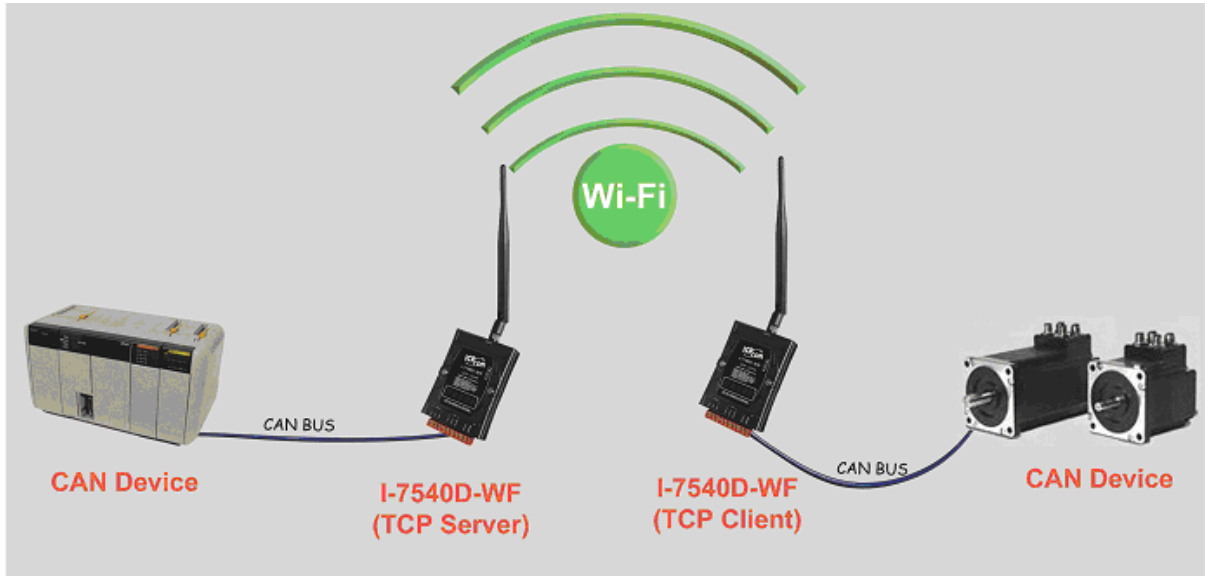 Wi-Fi
CAN BUS
CAN BUS
CAN Device
I-7540D-WF
(TCP Server)
I-7540D-WF
(TCP Client)
CAN Device